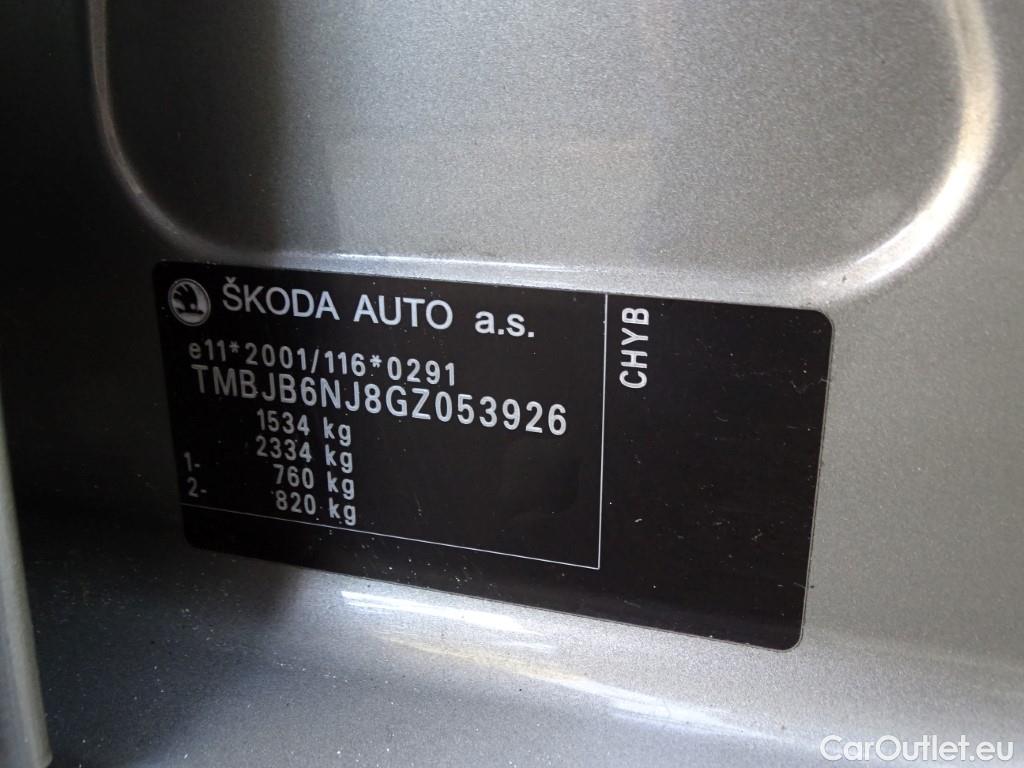 ŠKODA AUTO a.s.
e11*2001/116*0291
TMBJB6NJ8GZ053926
1534 kg
2334 kg
1- 760 kg
2- 820 kg
CHYB
CarOutlet.eu